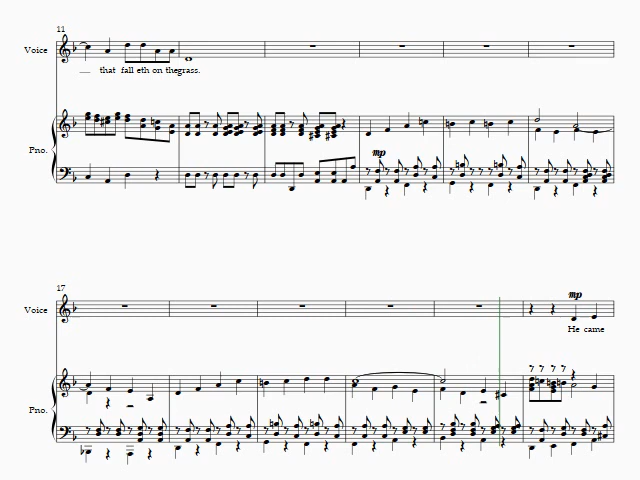 11
Voice
that fall eth on thegrass.
Pno.
mp
17
Voice
mp
He came
Pno.